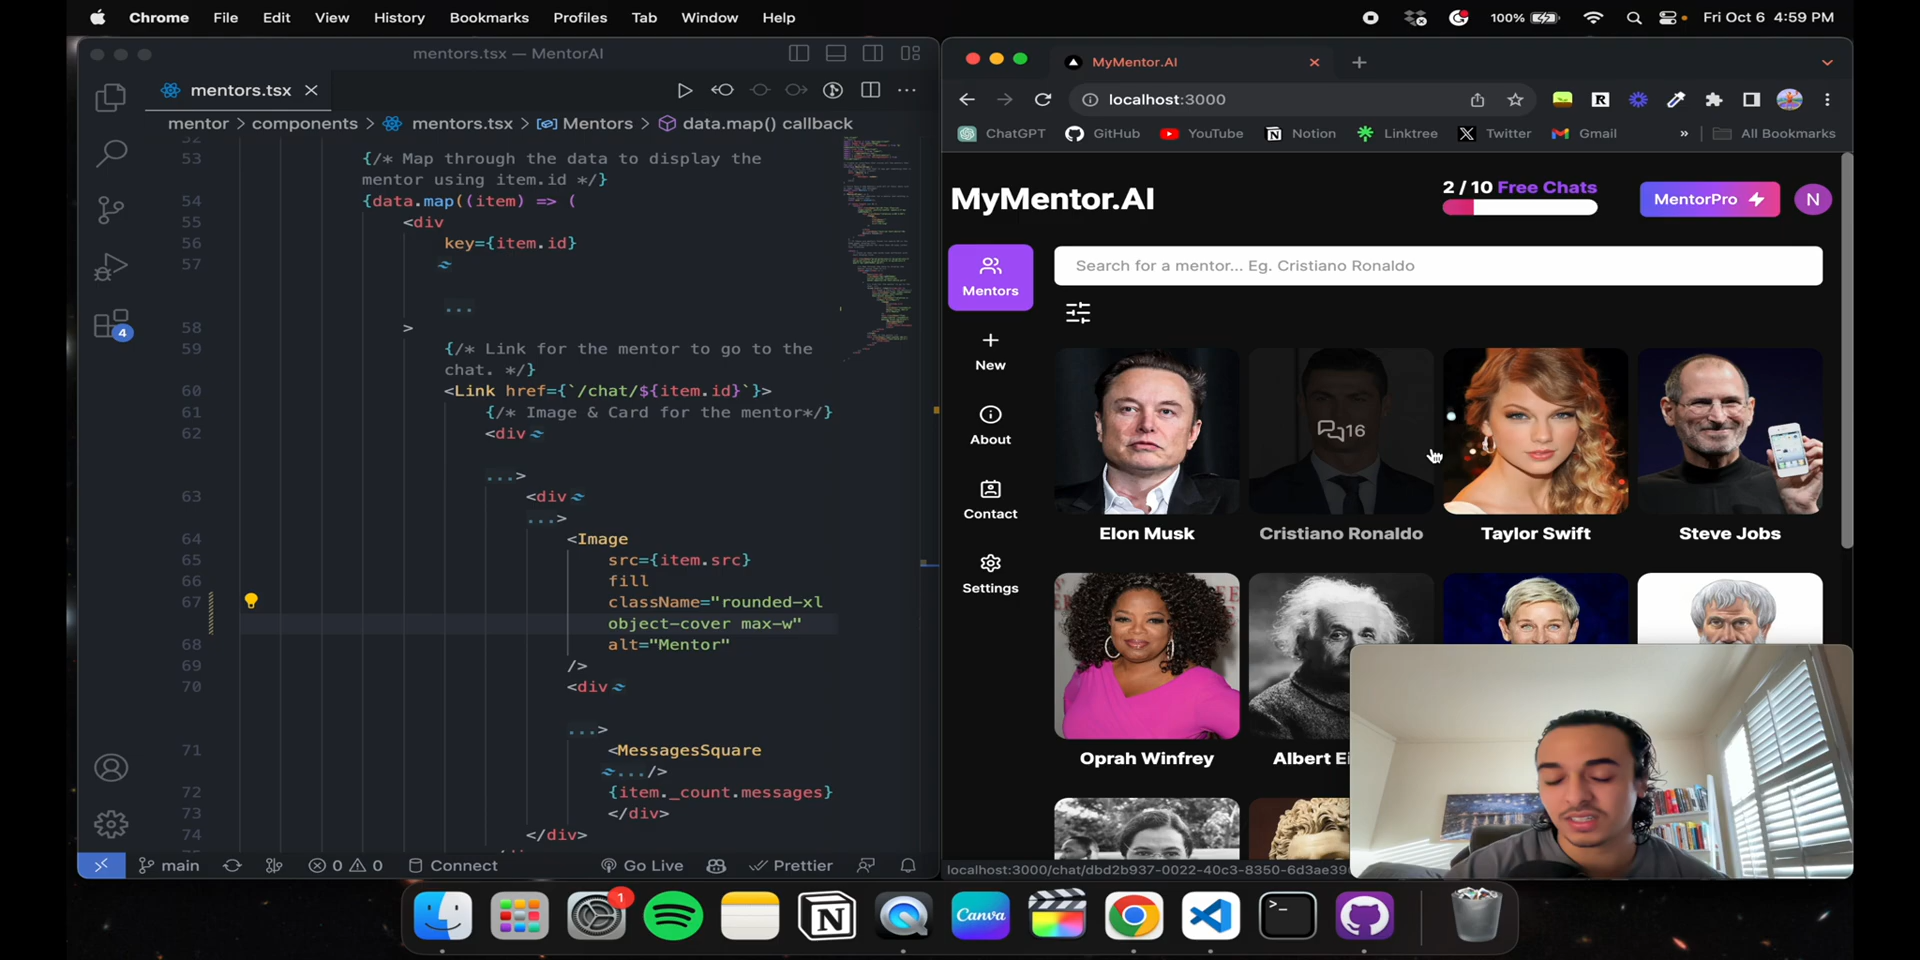 Chrome File Edit View History Bookmarks Profiles Tab Window Help
100% Fri Oct 6 4:59 PM
mentors.tsx — MentorAI
mentors.tsx
mentor > components > mentors.tsx > Mentors > data.map() callback
53 {/* Map through the data to display the
mentor using item.id */}
54 {data.map((item) => (
55 <div
56 key={item.id}
57
...
58 >
59 {/* Link for the mentor to go to the
chat. */}
60 <Link href={`/chat/${item.id}`}>
61 {/* Image & Card for the mentor*/}
62 <div
...>
63 <div
...>
64 <Image
65 src={item.src}
66 fill
67 className="rounded-xl
object-cover max-w"
68 alt="Mentor"
69 />
70 <div
...>
71 <MessagesSquare
.../>
72 {item._count.messages}
73 </div>
74 </div>
4
main 0 0 Connect Go Live Prettier
MyMentor.AI
localhost:3000
ChatGPT GitHub YouTube Notion Linktree Twitter Gmail » All Bookmarks
MyMentor.AI
2 / 10 Free Chats
MentorPro
N
Mentors
Search for a mentor... Eg. Cristiano Ronaldo
New
About
Contact
Settings
16
Elon Musk Cristiano Ronaldo Taylor Swift Steve Jobs
Oprah Winfrey Albert Ei
localhost:3000/chat/dbd2b937-0022-40c3-8350-6d3ae39
1
Canva